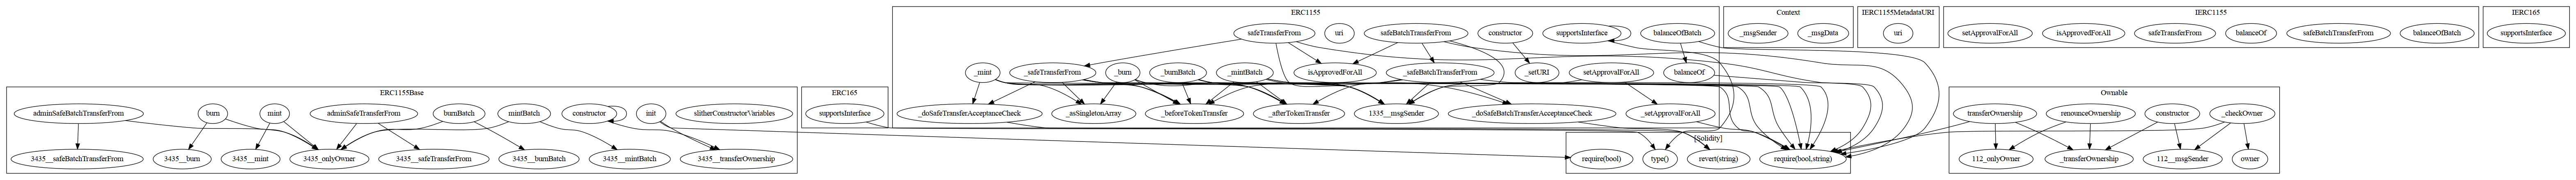 ERC1155
Context
IERC1155MetadataURI
IERC1155
IERC165
safeTransferFrom
uri
safeBatchTransferFrom
constructor
supportsInterface
balanceOfBatch
_msgSender
_msgData
uri
setApprovalForAll
isApprovedForAll
safeTransferFrom
balanceOf
safeBatchTransferFrom
balanceOfBatch
supportsInterface
_mint
_safeTransferFrom
_burn
_burnBatch
_mintBatch
isApprovedForAll
_safeBatchTransferFrom
_setURI
setApprovalForAll
balanceOf
ERC1155Base
ERC165
Ownable
adminSafeBatchTransferFrom
burn
mint
adminSafeTransferFrom
burnBatch
mintBatch
constructor
init
slitherConstructorVariables
supportsInterface
_doSafeTransferAcceptanceCheck
_asSingletonArray
_beforeTokenTransfer
_afterTokenTransfer
1335__msgSender
_doSafeBatchTransferAcceptanceCheck
_setApprovalForAll
transferOwnership
renounceOwnership
constructor
_checkOwner
[Solidity]
3435__safeBatchTransferFrom
3435__burn
3435__mint
3435_onlyOwner
3435__safeTransferFrom
3435__burnBatch
3435__mintBatch
3435__transferOwnership
require(bool)
type()
revert(string)
require(bool,string)
112_onlyOwner
_transferOwnership
112__msgSender
owner